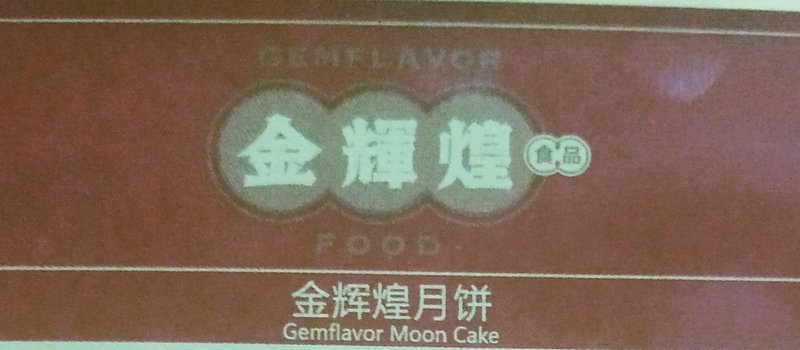 GEMFLAVOR
金輝煌 食品
FOOD
金辉煌月饼
Gemflavor Moon Cake